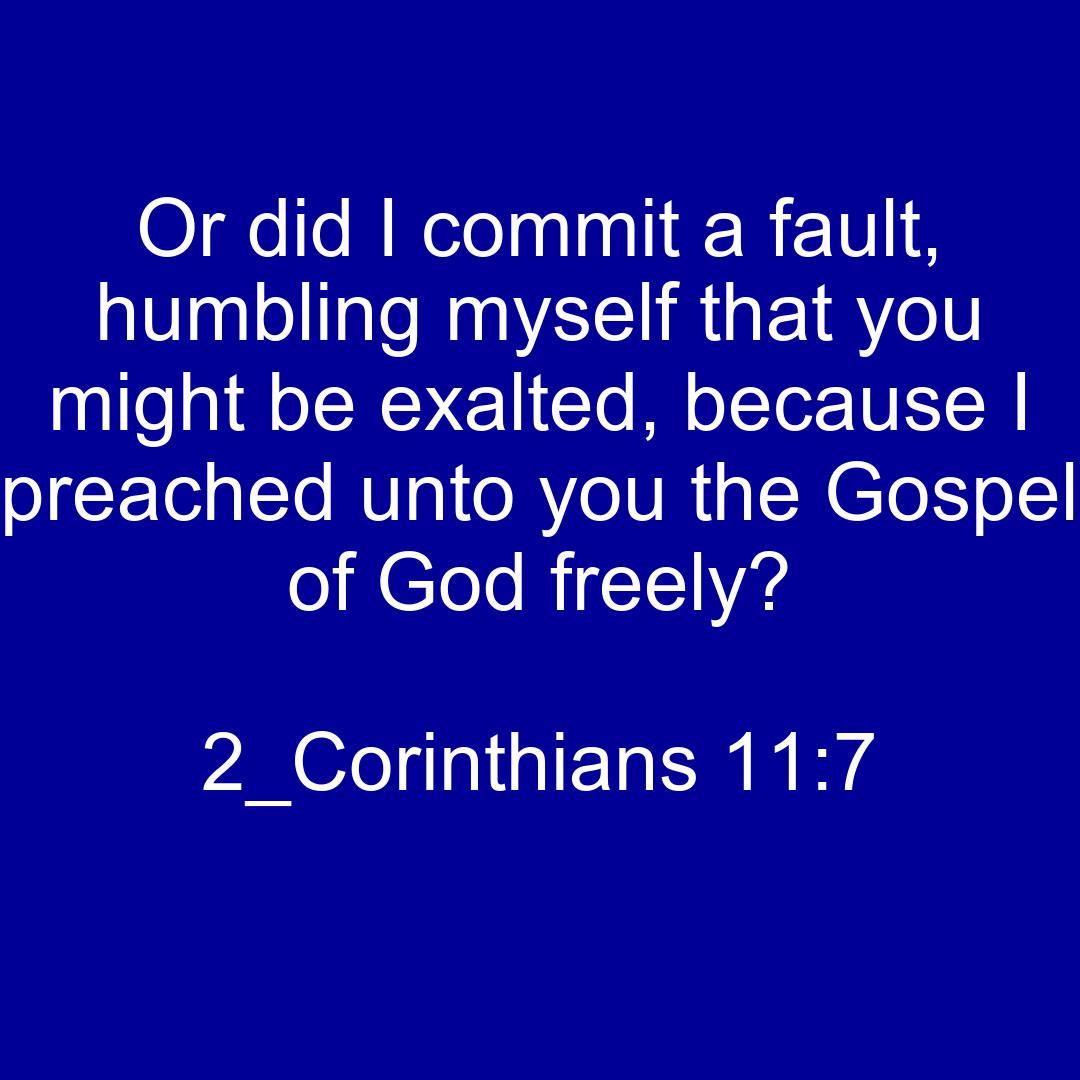 Or did I commit a fault,
humbling myself that you
might be exalted, because I
preached unto you the Gospel
of God freely?
2_Corinthians 11:7